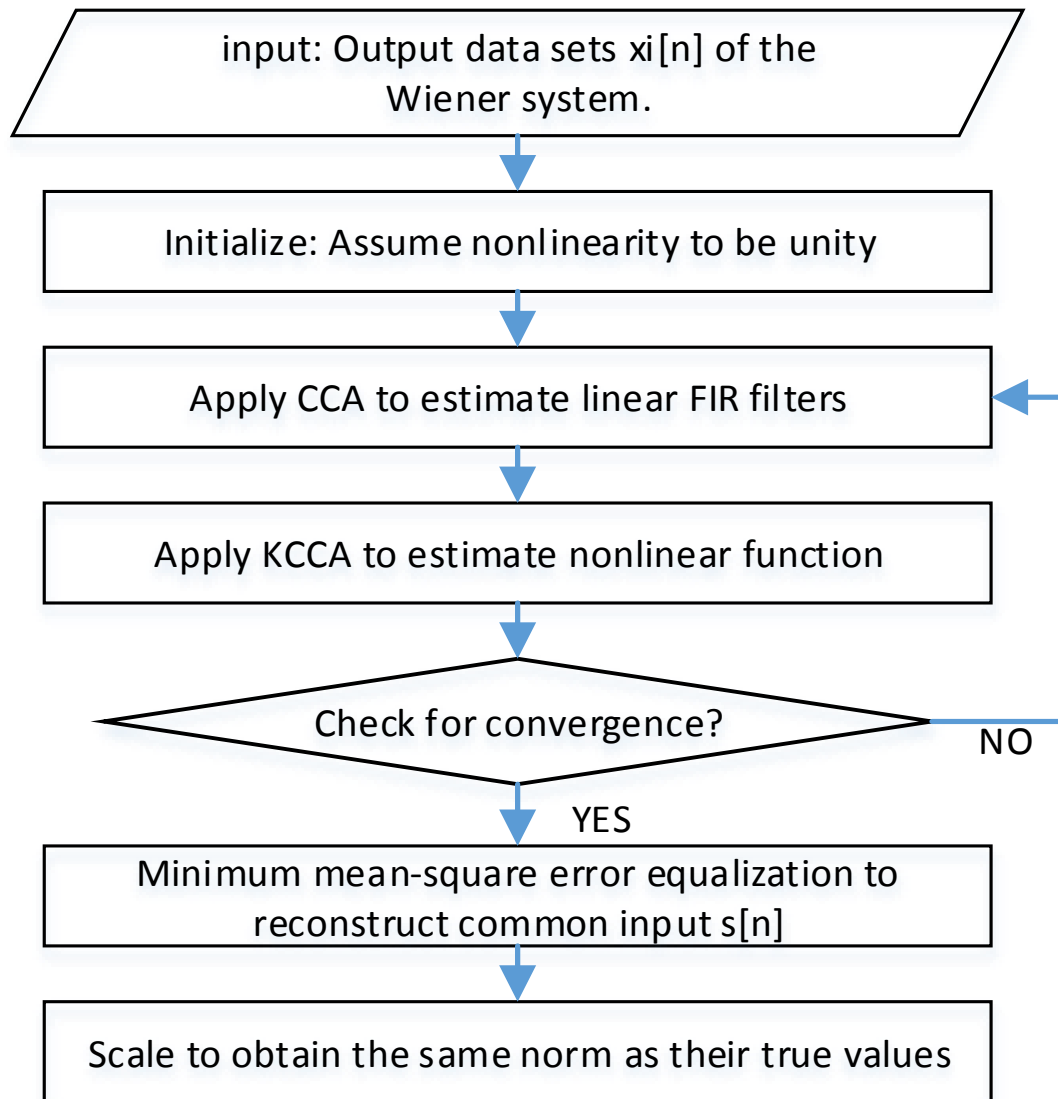 input: Output data sets xi[n] of the
Wiener system.
Initialize: Assume nonlinearity to be unity
Apply CCA to estimate linear FIR filters
Apply KCCA to estimate nonlinear function
Check for convergence?
NO
YES
Minimum mean-square error equalization to
reconstruct common input s[n]
Scale to obtain the same norm as their true values